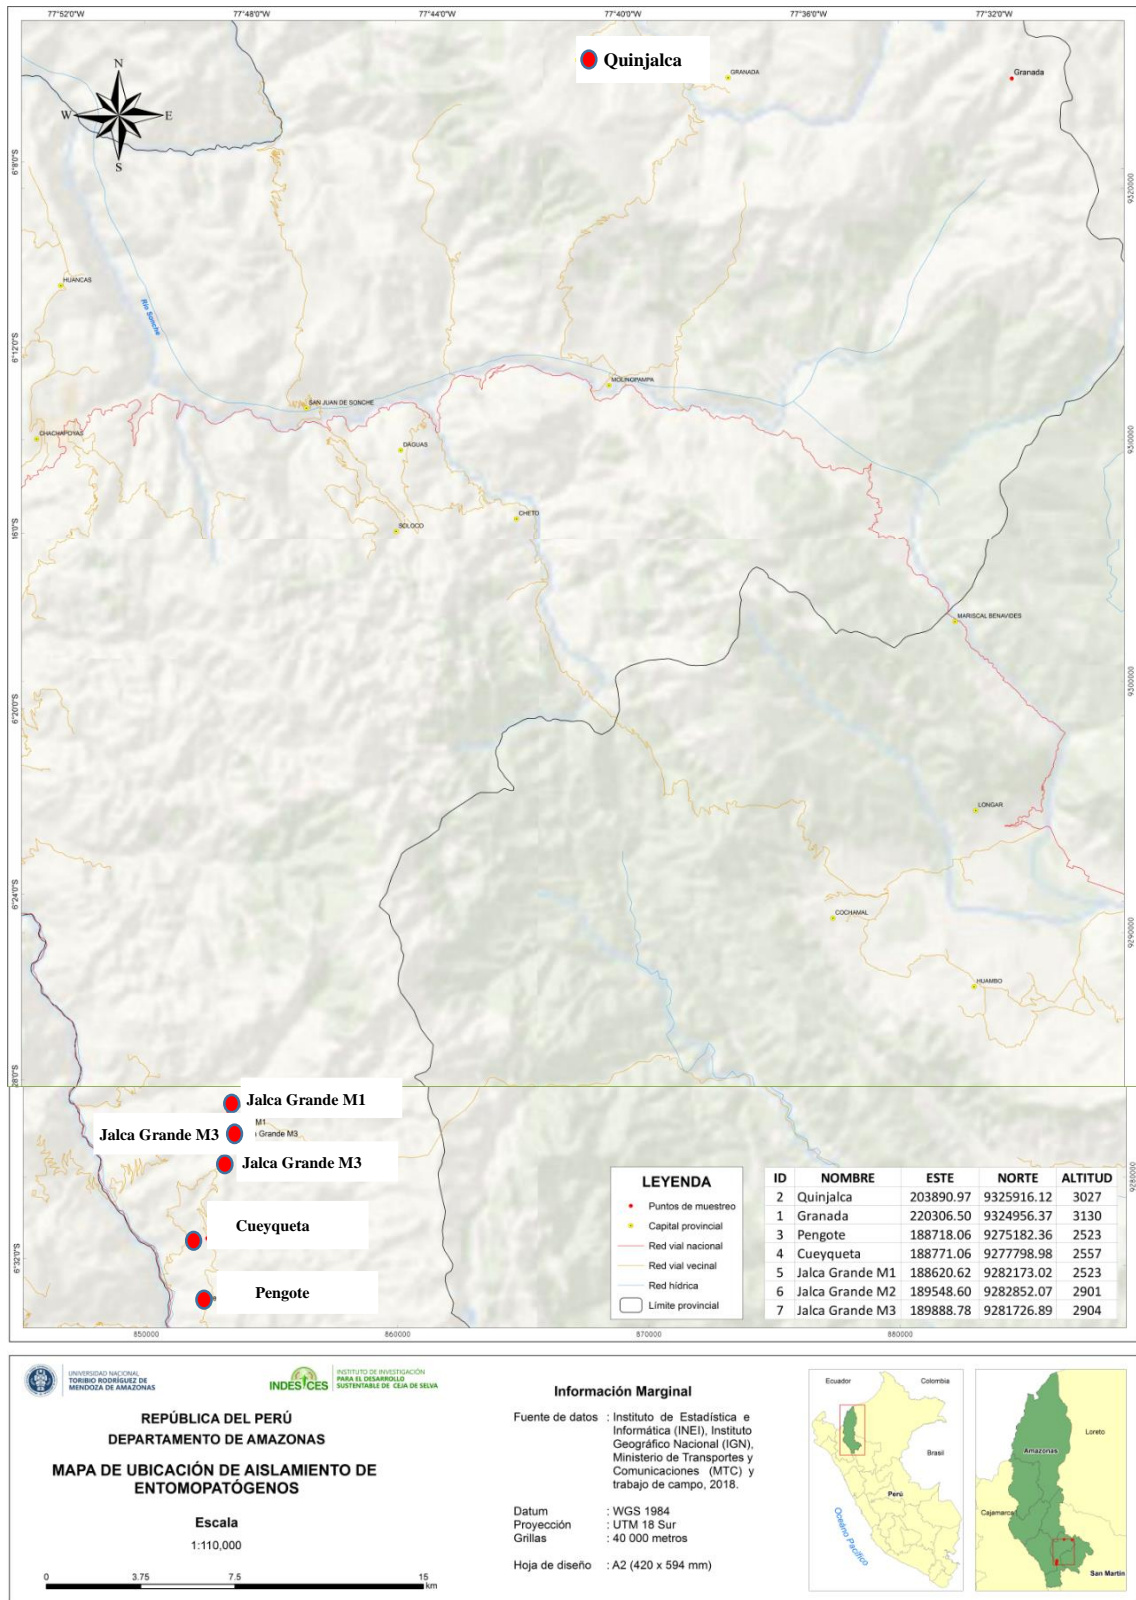 77°52'0"W
77°48'0"W
77°44'0"W
77°40'0"W
77°36'0"W
77°32'0"W
N
W
E
S
Quinjalca
GRANADA
Granada
6°8'0"S
9320000
HUANCAS
Río Sonche
6°12'0"S
MOLINOPAMPA
SAN JUAN DE SONCHE
CHACHAPOYAS
DAGUAS
SOLOCO
CHETO
MARISCAL BENAVIDES
9300000
6°20'0"S
LONGAR
6°24'0"S
COCHAMAL
9290000
HUAMBO
28'0"S
Jalca Grande M1
M1
Jalca Grande M3
Grande M3
Jalca Grande M3
9280000
Cueyqueta
6°32'0"S
Pengote
LEYENDA
Puntos de muestreo
Capital provincial
Red vial nacional
Red vial vecinal
Red hídrica
Límite provincial
ID NOMBRE ESTE NORTE ALTITUD
2 Quinjalca 203890.97 9325916.12 3027
1 Granada 220306.50 9324956.37 3130
3 Pengote 188718.06 9275182.36 2523
4 Cueyqueta 188771.06 9277798.98 2557
5 Jalca Grande M1 188620.62 9282173.02 2523
6 Jalca Grande M2 189548.60 9282852.07 2901
7 Jalca Grande M3 189888.78 9281726.89 2904
850000
860000
870000
880000
UNIVERSIDAD NACIONAL
TORIBIO RODRÍGUEZ DE
MENDOZA DE AMAZONAS
INDES CES
INSTITUTO DE INVESTIGACIÓN
PARA EL DESARROLLO
SUSTENTABLE DE CEJA DE SELVA
REPÚBLICA DEL PERÚ
DEPARTAMENTO DE AMAZONAS
MAPA DE UBICACIÓN DE AISLAMIENTO DE
ENTOMOPATÓGENOS
Escala
1:110,000
0 3.75 7.5 15
km
Información Marginal
Fuente de datos : Instituto de Estadística e
Informática (INEI), Instituto
Geográfico Nacional (IGN),
Ministerio de Transportes y
Comunicaciones (MTC) y
trabajo de campo, 2018.
Datum : WGS 1984
Proyección : UTM 18 Sur
Grillas : 40 000 metros
Hoja de diseño : A2 (420 x 594 mm)
Ecuador
Colombia
Brasil
Perú
Oceáno Pacífico
Loreto
Amazonas
Cajamarca
San Martín